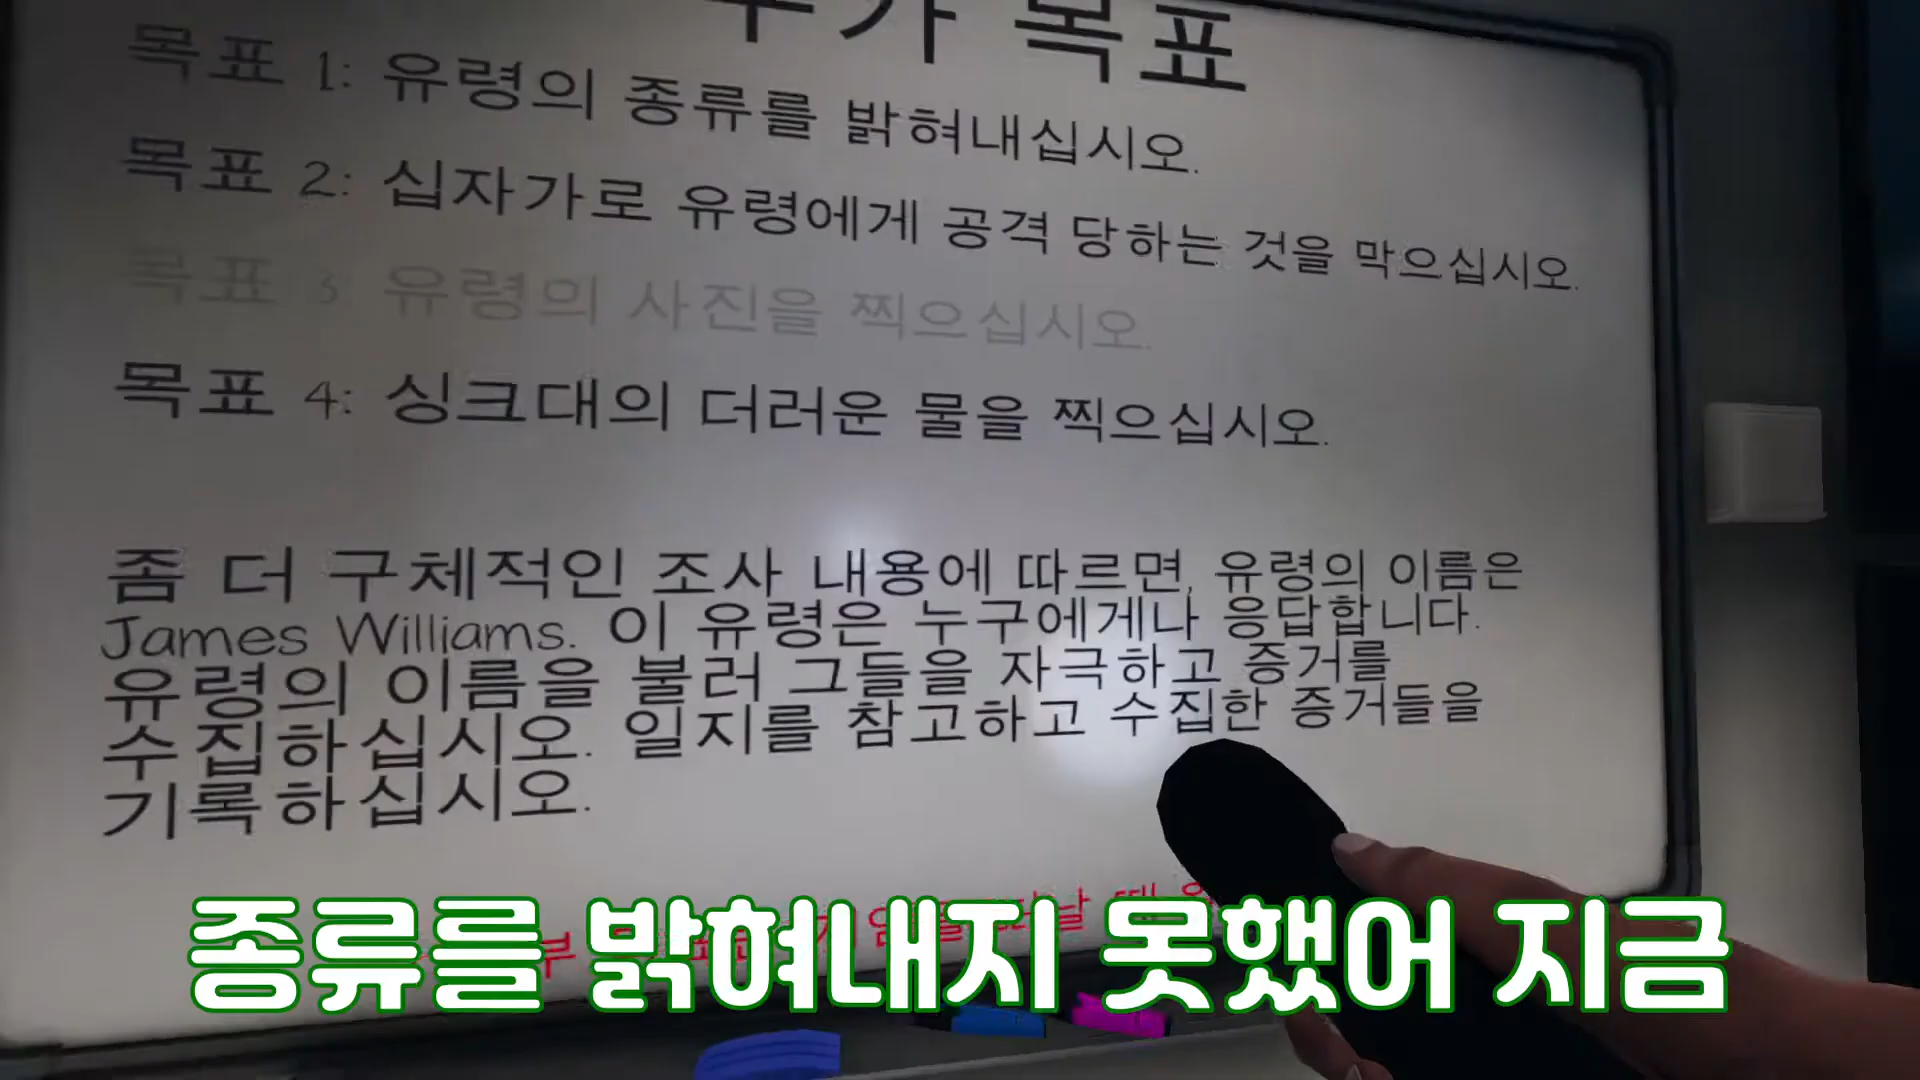 목표
목표 1: 유령의 종류를 밝혀내십시오.
목표 2: 십자가로 유령에게 공격 당하는 것을 막으십시오.
목표 3 유령의 사진을 찍으십시오.
목표 4: 싱크대의 더러운 물을 찍으십시오.
좀 더 구체적인 조사 내용에 따르면, 유령의 이름은
James Williams. 이 유령은 누구에게나 응답합니다.
유령의 이름을 불러 그들을 자극하고 증거를
수집하십시오. 일지를 참고하고 수집한 증거들을
기록하십시오.
종류를 밝혀내지 못했어 지금